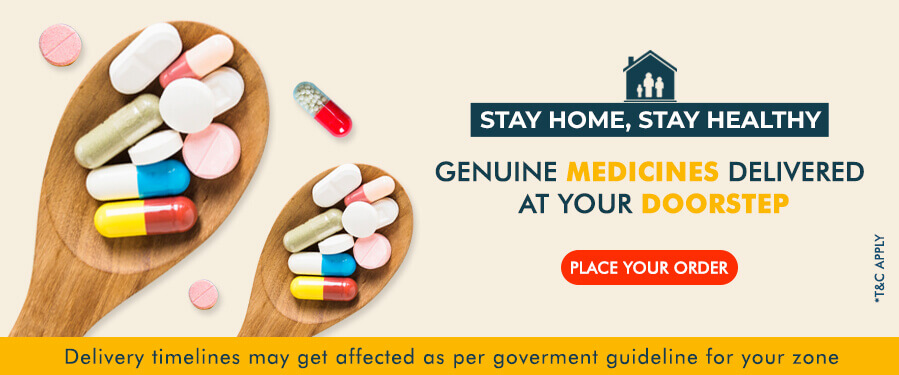 STAY HOME, STAY HEALTHY
GENUINE MEDICINES DELIVERED
AT YOUR DOORSTEP
PLACE YOUR ORDER
*T&C APPLY
Delivery timelines may get affected as per goverment guideline for your zone